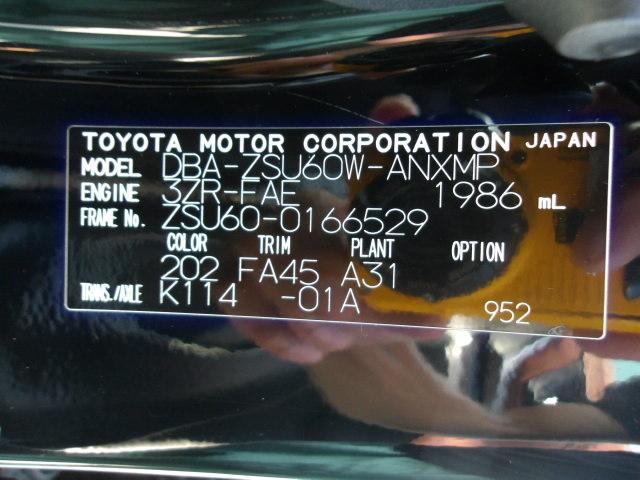 TOYOTA MOTOR CORPORATION JAPAN
MODEL DBA-ZSU60W-ANXMP
ENGINE 3ZR-FAE 1986 mL
FRAME No. ZSU60-0166529
COLOR TRIM PLANT OPTION
202 FA45 A31
TRANS./AXLE K114 -01A 952